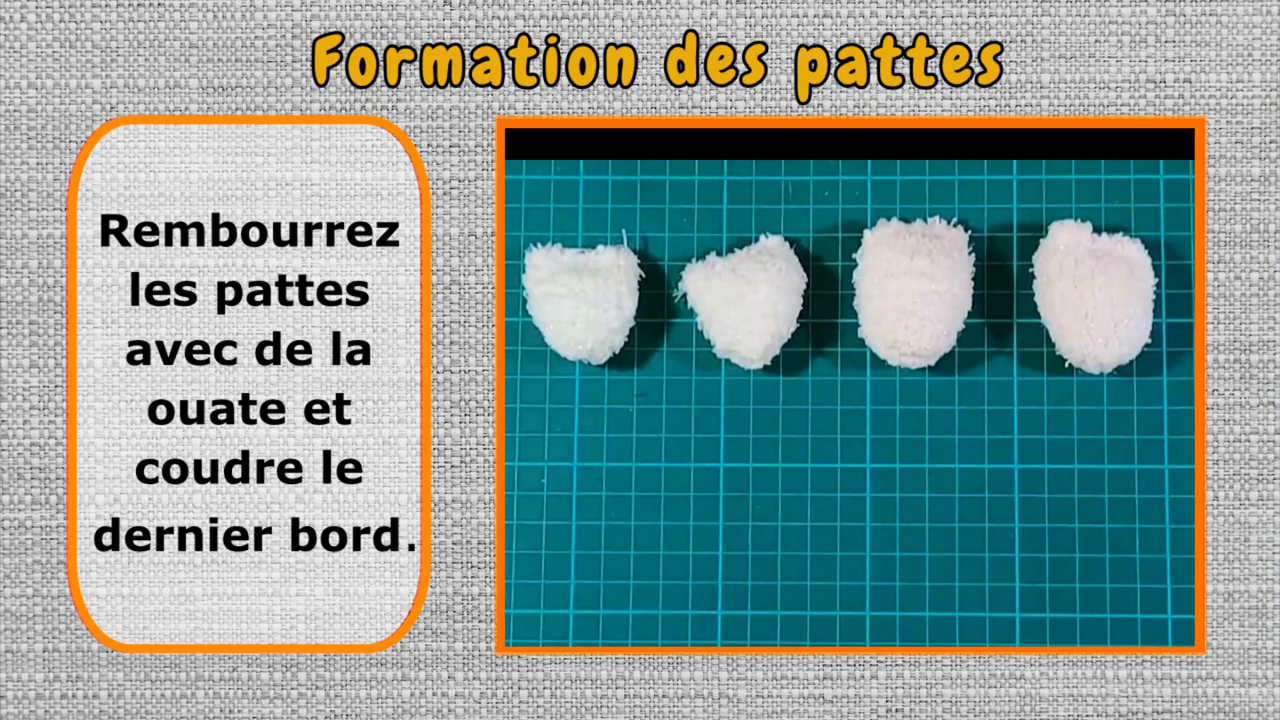 Formation des pattes
Rembourrez
les pattes
avec de la
ouate et
coudre le
dernier bord.